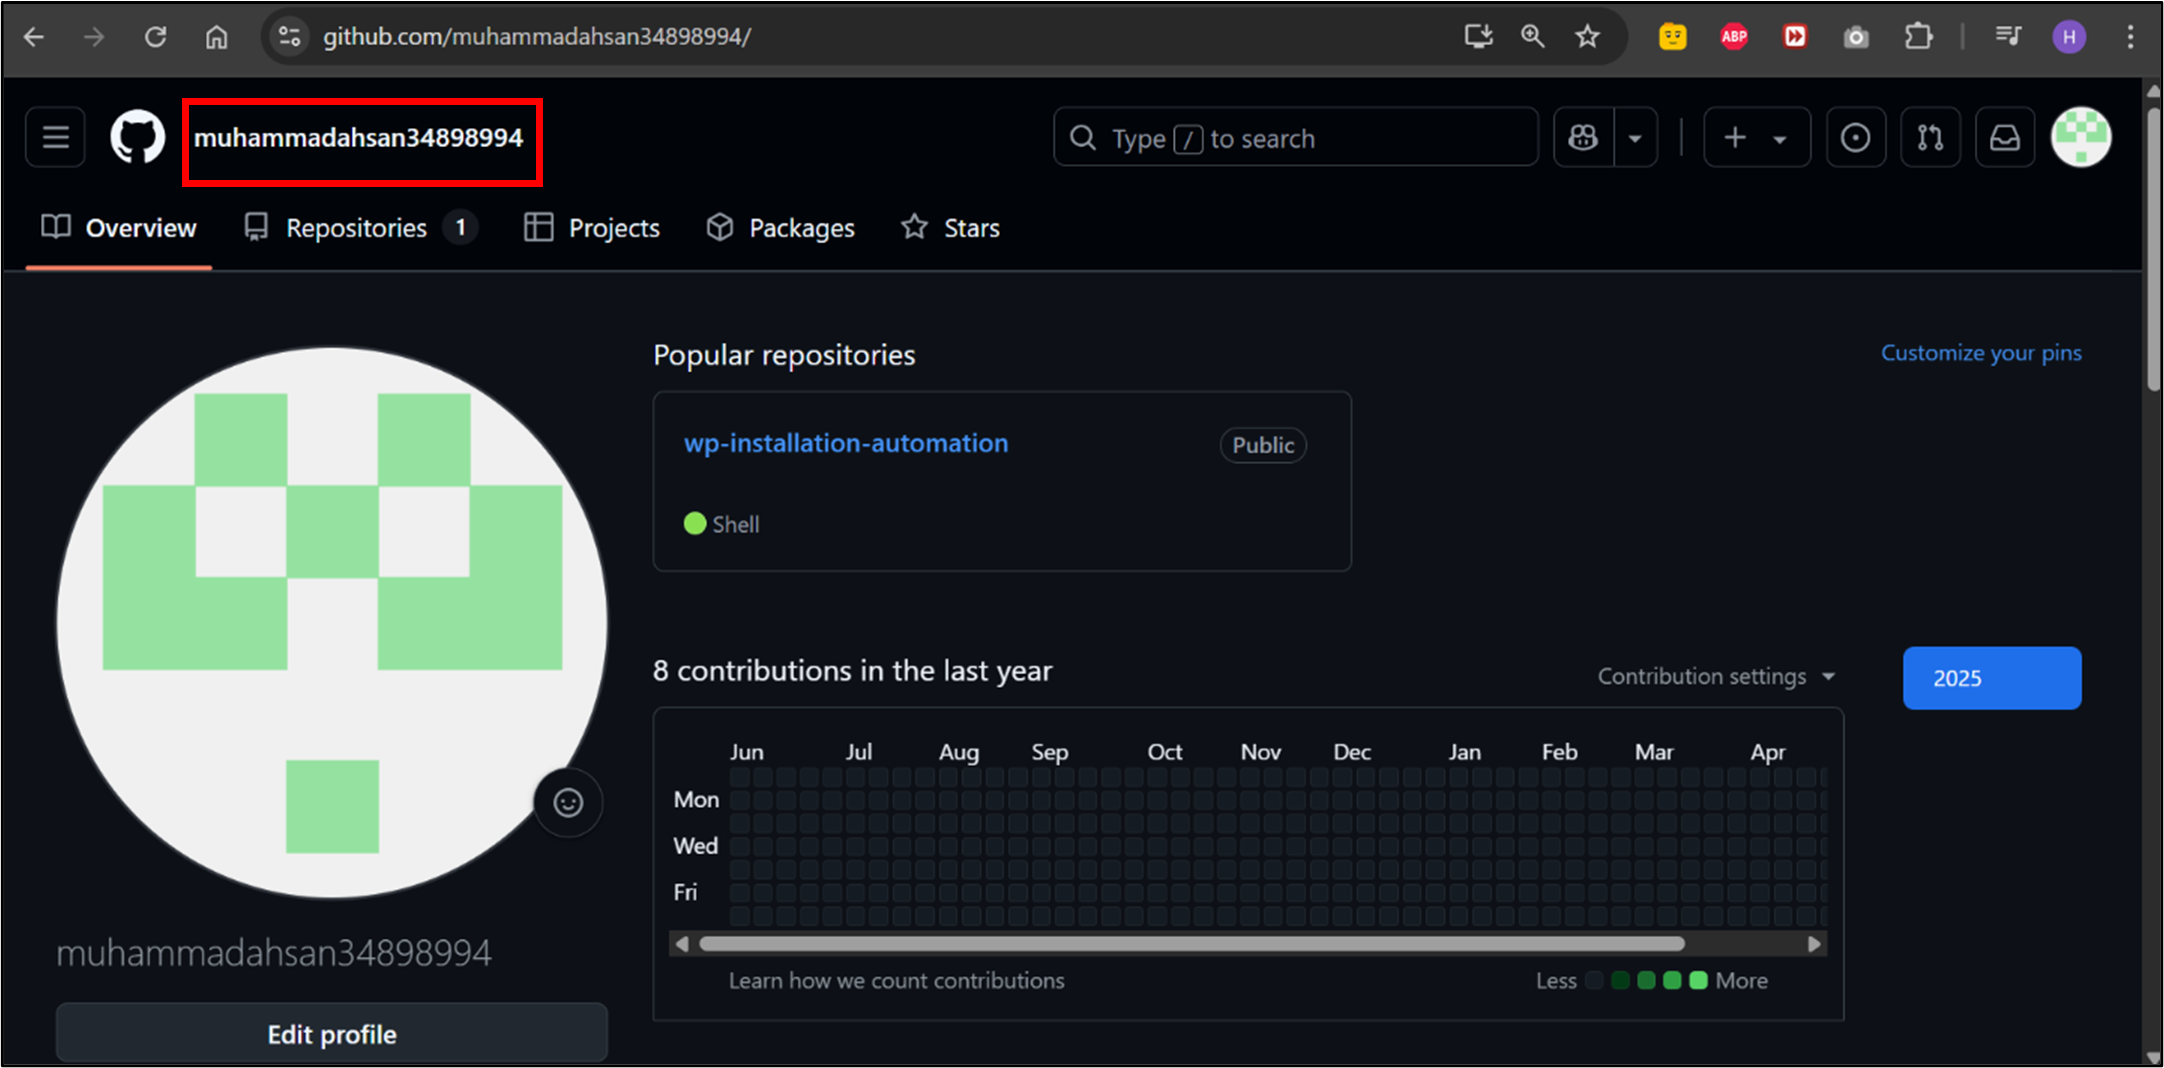 github.com/muhammadahsan34898994/
ABP
H
muhammadahsan34898994
Type / to search
Overview
Repositories 1
Projects
Packages
Stars
Popular repositories
Customize your pins
wp-installation-automation
Public
Shell
8 contributions in the last year
Contribution settings
2025
Jun Jul Aug Sep Oct Nov Dec Jan Feb Mar Apr
Mon
Wed
Fri
Learn how we count contributions
Less More
muhammadahsan34898994
Edit profile